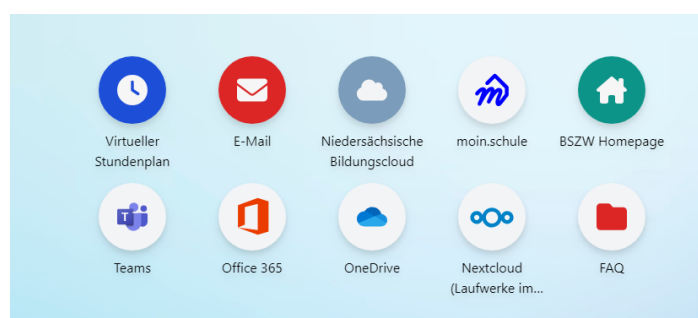 Virtueller
Stundenplan
E-Mail
Niedersächsische
Bildungscloud
moin.schule
BSZW Homepage
Teams
Office 365
OneDrive
Nextcloud
(Laufwerke im...
FAQ